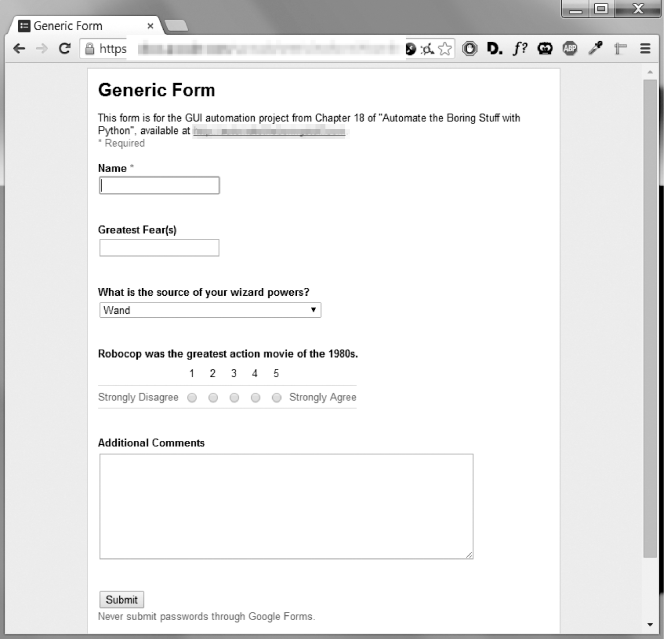 Generic Form
https
Generic Form
This form is for the GUI automation project from Chapter 18 of "Automate the Boring Stuff with
Python", available at
* Required
Name *
Greatest Fear(s)
What is the source of your wizard powers?
Wand
Robocop was the greatest action movie of the 1980s.
1 2 3 4 5
Strongly Disagree Strongly Agree
Additional Comments
Submit
Never submit passwords through Google Forms.